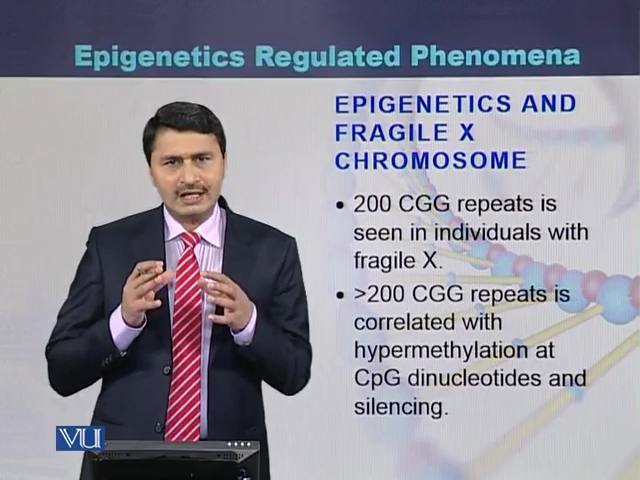 Epigenetics Regulated Phenomena
EPIGENETICS AND
FRAGILE X
CHROMOSOME
• 200 CGG repeats is
seen in individuals with
fragile X.
• >200 CGG repeats is
correlated with
hypermethylation at
CpG dinucleotides and
silencing.
VU